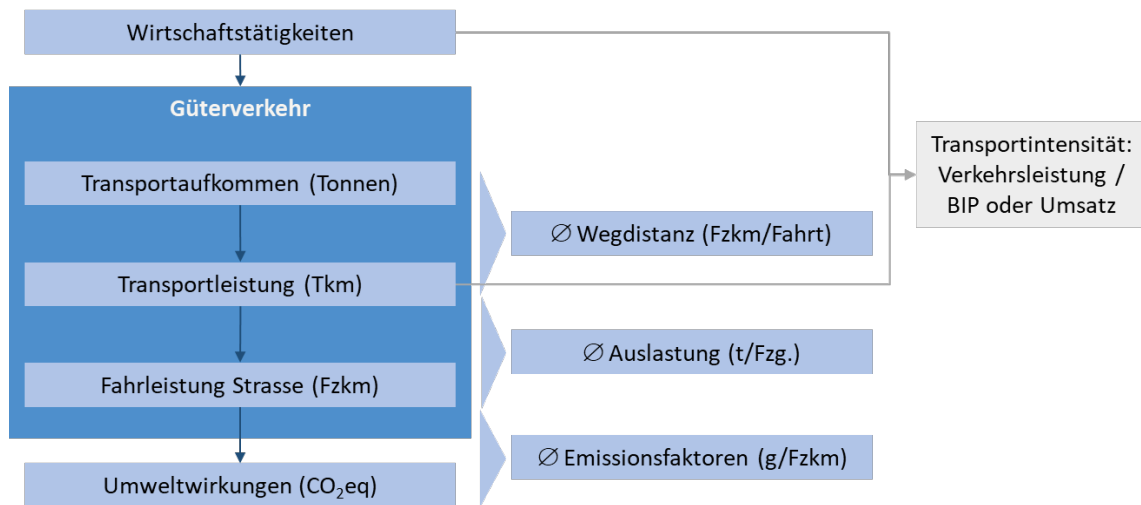 Wirtschaftstätigkeiten
Güterverkehr
Transportaufkommen (Tonnen)
Transportleistung (Tkm)
Fahrleistung Strasse (Fzkm)
Umweltwirkungen (CO₂eq)
∅ Wegdistanz (Fzkm/Fahrt)
∅ Auslastung (t/Fzg.)
∅ Emissionsfaktoren (g/Fzkm)
Transportintensität:
Verkehrsleistung /
BIP oder Umsatz